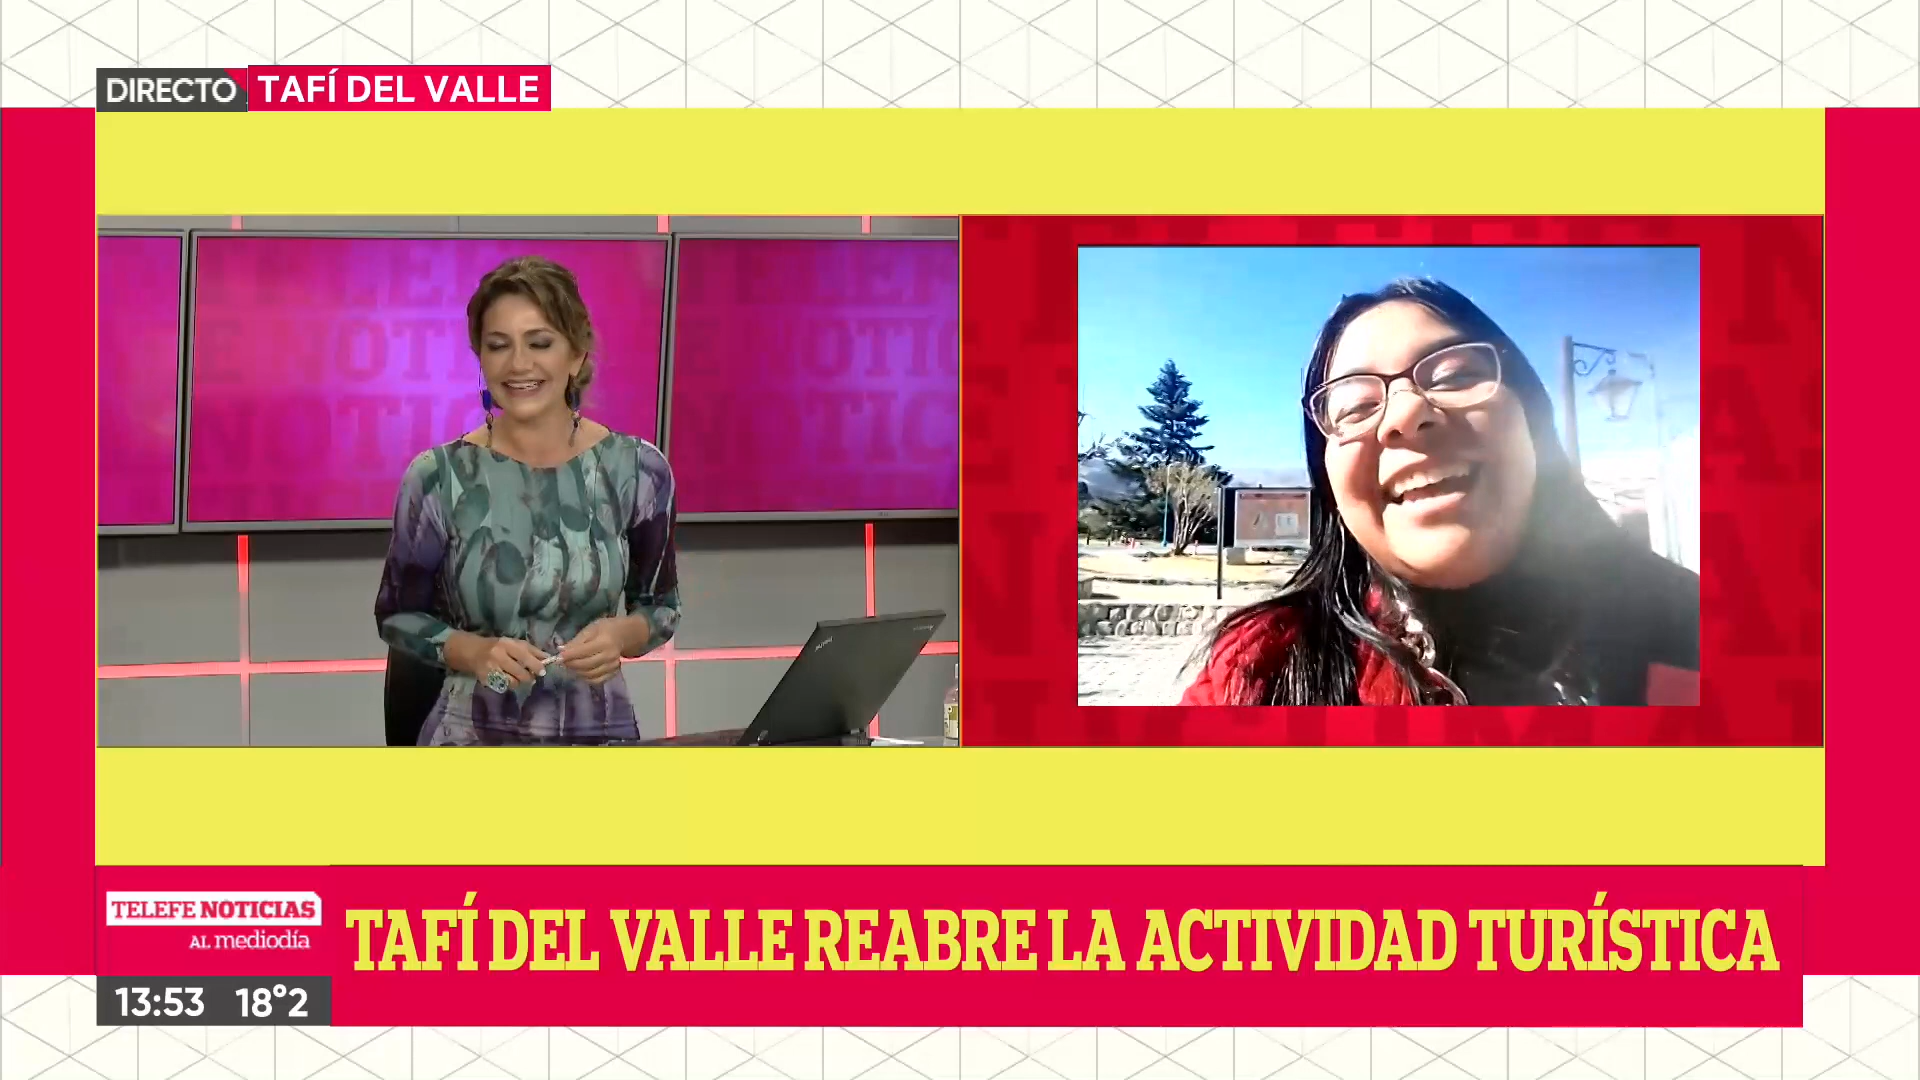 DIRECTO TAFÍ DEL VALLE
TELEFE NOTICIAS
AL mediodía
TAFÍ DEL VALLE REABRE LA ACTIVIDAD TURÍSTICA
13:53 18°2